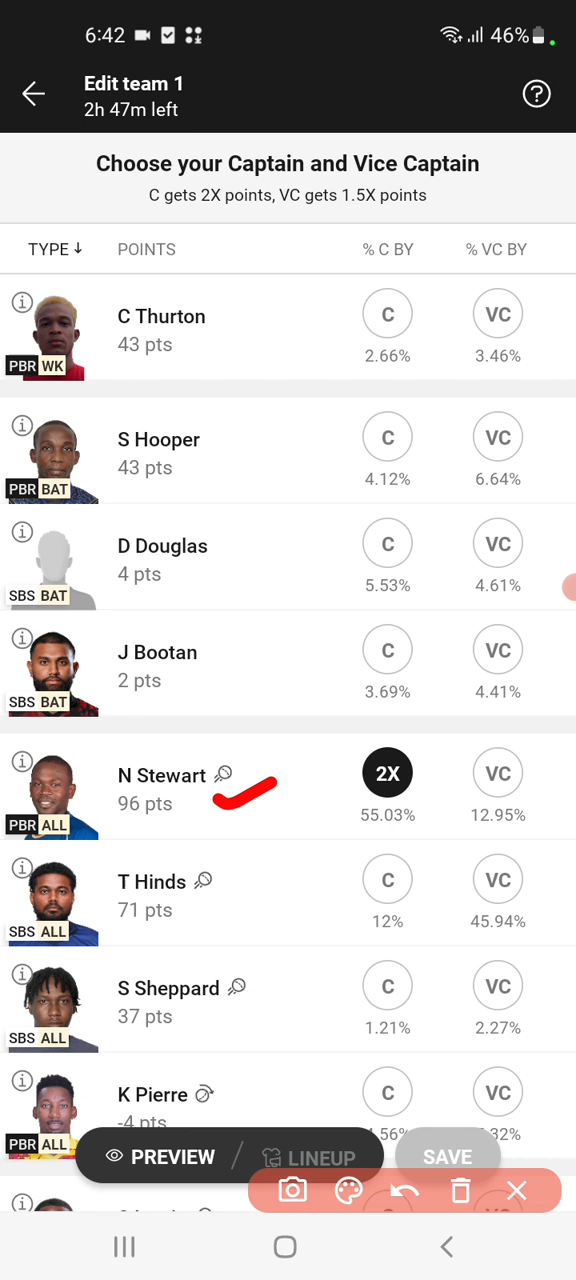 6:42
46%
Edit team 1
2h 47m left
Choose your Captain and Vice Captain
C gets 2X points, VC gets 1.5X points
TYPE POINTS % C BY % VC BY
C Thurton
43 pts
C
VC
2.66%
3.46%
PBR WK
S Hooper
43 pts
C
VC
4.12%
6.64%
PBR BAT
D Douglas
4 pts
C
VC
5.53%
4.61%
SBS BAT
J Bootan
2 pts
C
VC
3.69%
4.41%
SBS BAT
N Stewart
96 pts
2X
VC
55.03%
12.95%
PBR ALL
T Hinds
71 pts
C
VC
12%
45.94%
SBS ALL
S Sheppard
37 pts
C
VC
1.21%
2.27%
SBS ALL
K Pierre
-4 pts
C
VC
PBR ALL
PREVIEW
LINEUP
SAVE
C